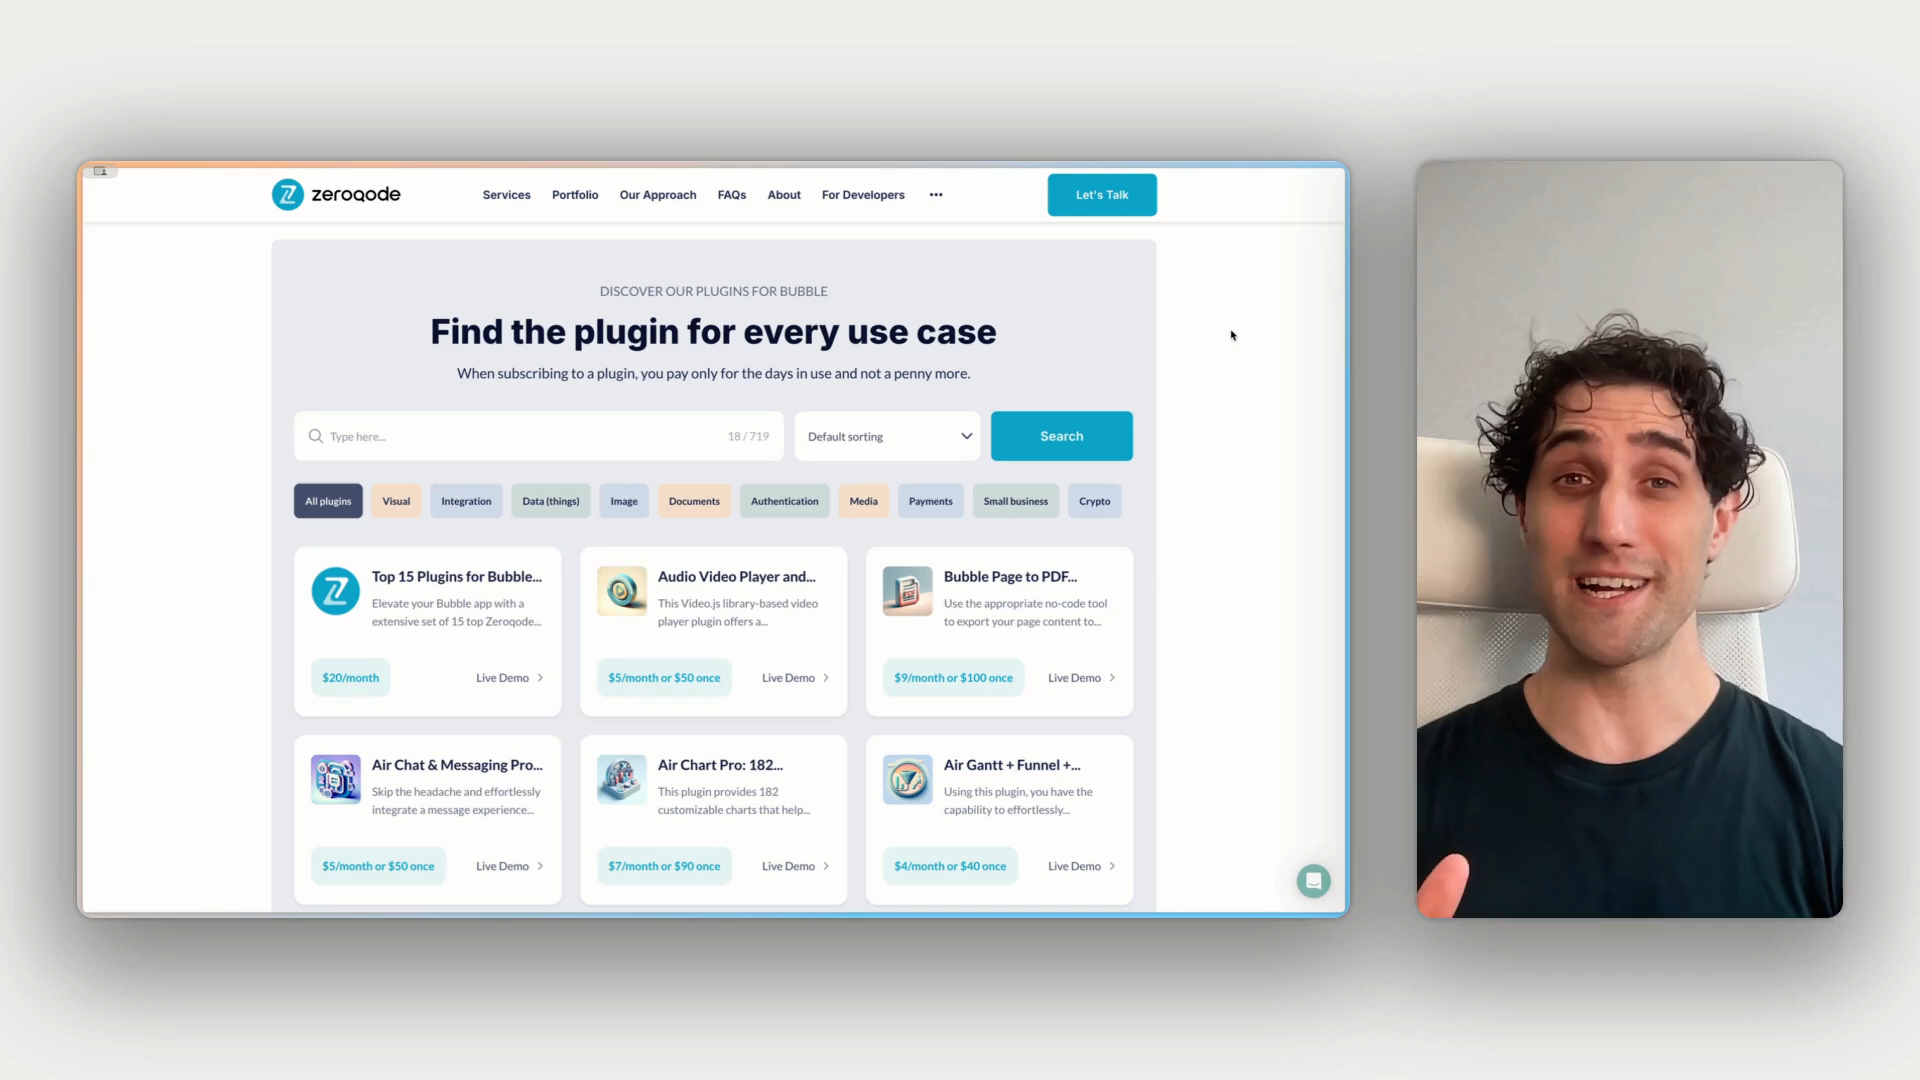 zeroqode
Services Portfolio Our Approach FAQs About For Developers •••
Let's Talk
DISCOVER OUR PLUGINS FOR BUBBLE
Find the plugin for every use case
When subscribing to a plugin, you pay only for the days in use and not a penny more.
Type here... 18 / 719
Default sorting
Search
All plugins Visual Integration Data (things) Image Documents Authentication Media Payments Small business Crypto
Top 15 Plugins for Bubble...
Elevate your Bubble app with a
extensive set of 15 top Zeroqode...
$20/month Live Demo
Audio Video Player and...
This Video.js library-based video
player plugin offers a...
$5/month or $50 once Live Demo
Bubble Page to PDF...
Use the appropriate no-code tool
to export your page content to...
$9/month or $100 once Live Demo
Air Chat & Messaging Pro...
Skip the headache and effortlessly
integrate a message experience...
$5/month or $50 once Live Demo
Air Chart Pro: 182...
This plugin provides 182
customizable charts that help...
$7/month or $90 once Live Demo
Air Gantt + Funnel +...
Using this plugin, you have the
capability to effortlessly...
$4/month or $40 once Live Demo